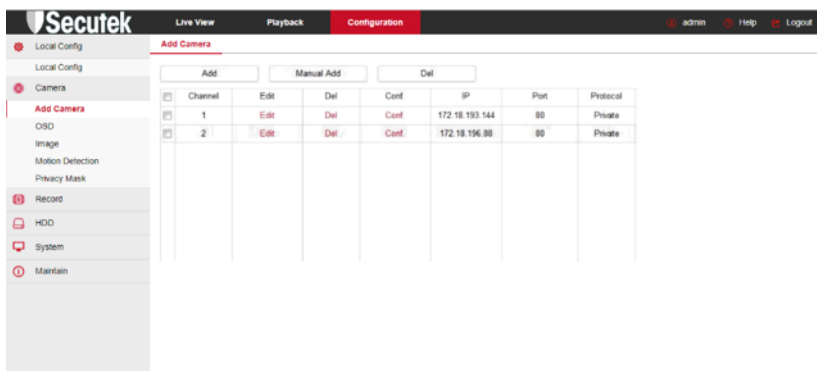 Secutek Live View Playback Configuration admin Help Logout
Local Config
Add Camera
Local Config
Add Manual Add Del
Camera
Channel Edit Del Conf. IP Port Protocol
Add Camera
1 Edit Del Conf. 172.18.193.144 80 Private
OSD
2 Edit Del Conf. 172.18.196.88 80 Private
Image
Motion Detection
Privacy Mask
Record
HDD
System
Maintain